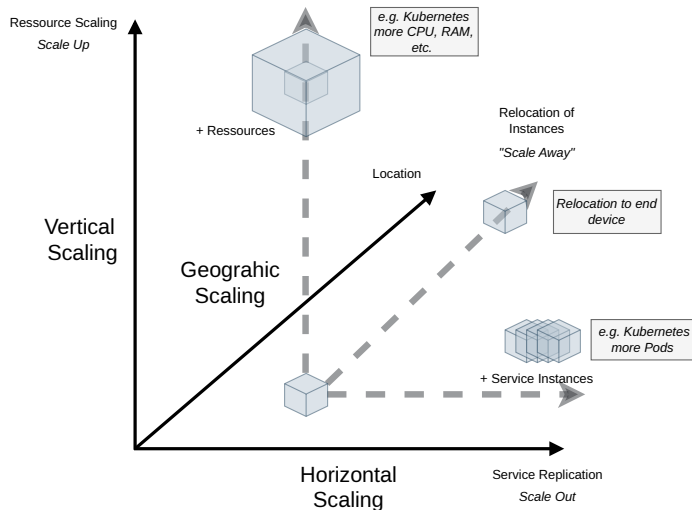 Ressource Scaling
Scale Up
e.g. Kubernetes
more CPU, RAM,
etc.
+ Ressources
Relocation of
Instances
"Scale Away"
Location
Relocation to end
device
Vertical
Scaling
Geograhic
Scaling
e.g. Kubernetes
more Pods
+ Service Instances
Horizontal
Scaling
Service Replication
Scale Out